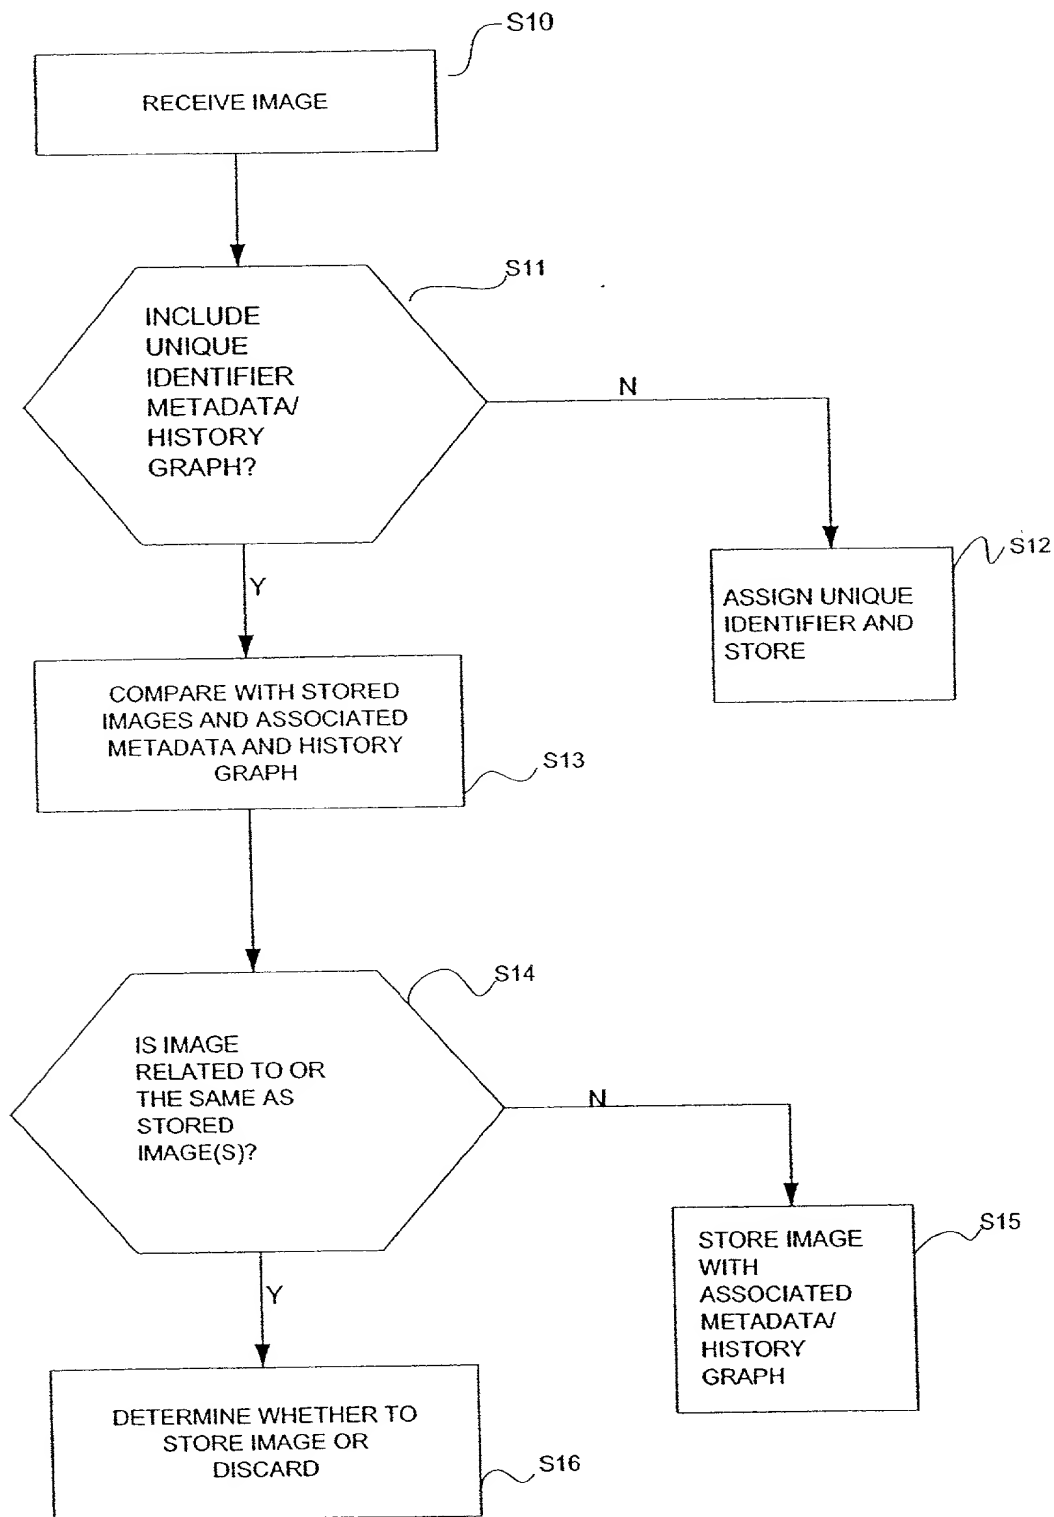 S10
RECEIVE IMAGE
S11
INCLUDE
UNIQUE
IDENTIFIER
METADATA/
HISTORY
GRAPH?
N
S12
ASSIGN UNIQUE
IDENTIFIER AND
STORE
Y
COMPARE WITH STORED
IMAGES AND ASSOCIATED
METADATA AND HISTORY
GRAPH
S13
S14
IS IMAGE
RELATED TO OR
THE SAME AS
STORED
IMAGE(S)?
N
S15
STORE IMAGE
WITH
ASSOCIATED
METADATA/
HISTORY
GRAPH
Y
DETERMINE WHETHER TO
STORE IMAGE OR
DISCARD
S16